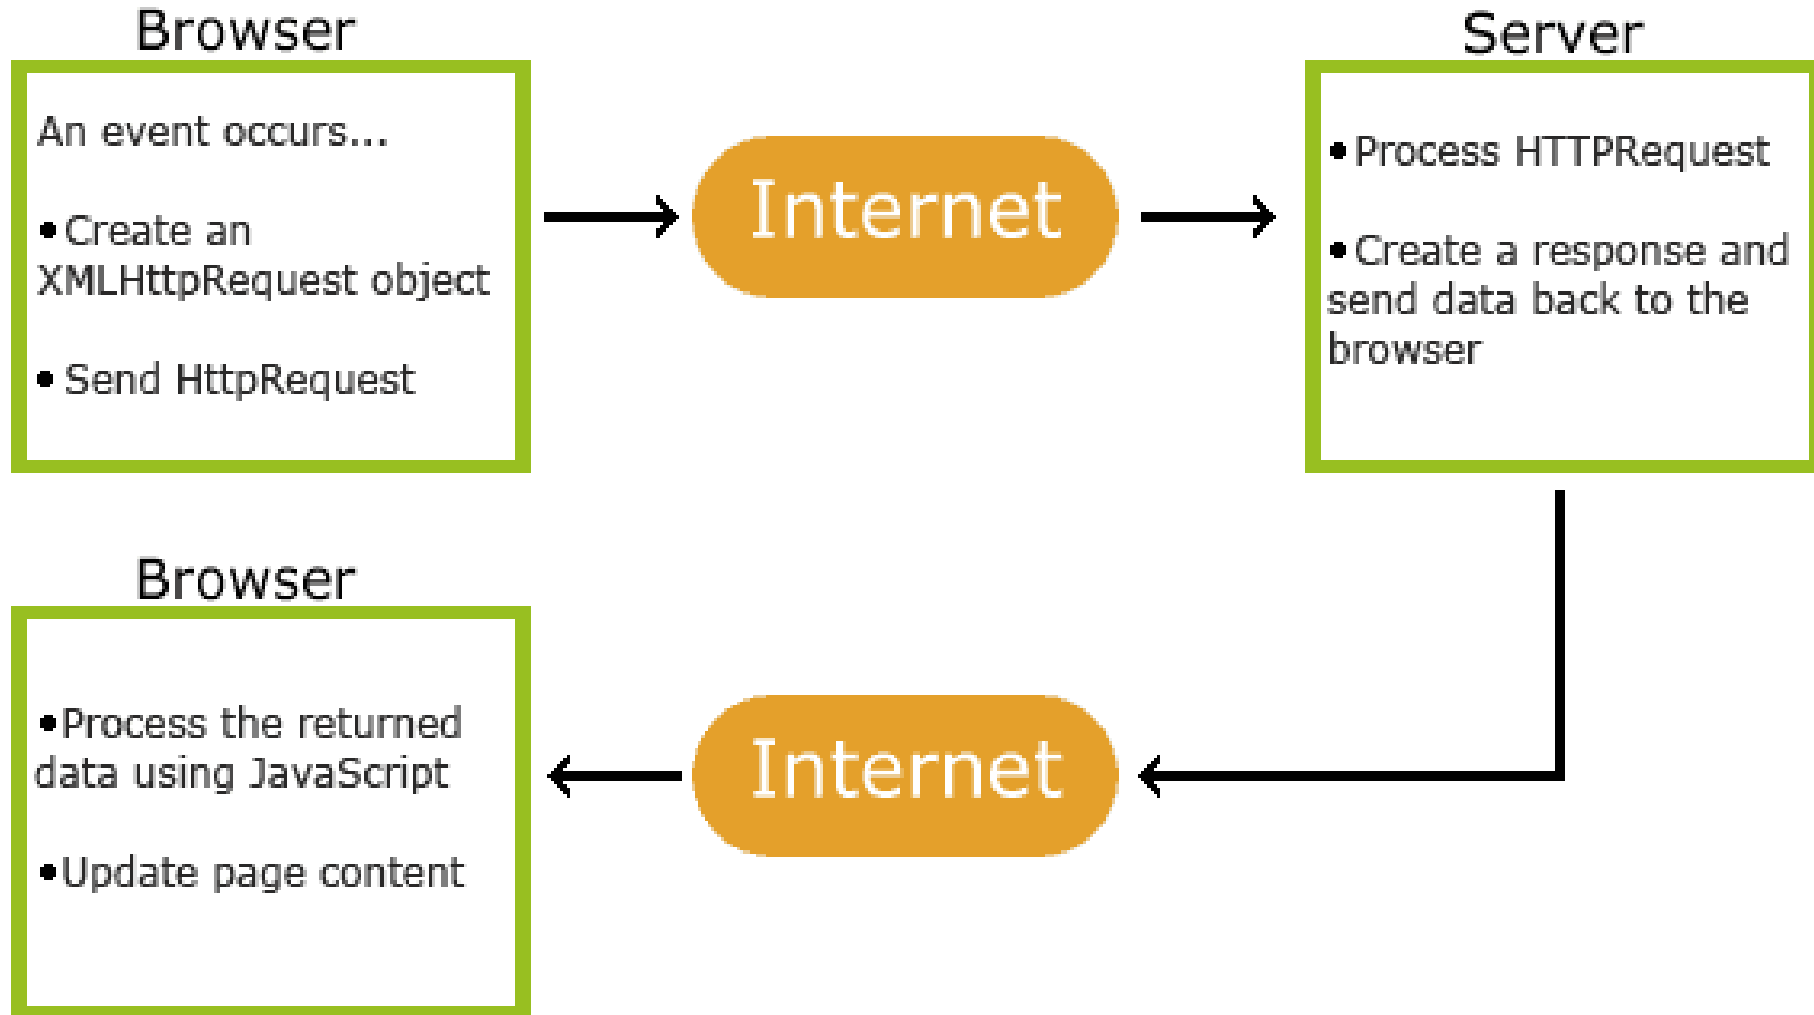 Browser
An event occurs...
•Create an
XMLHttpRequest object
• Send HttpRequest
Internet
Server
•Process HTTPRequest
•Create a response and
send data back to the
browser
Browser
•Process the returned
data using JavaScript
•Update page content
Internet